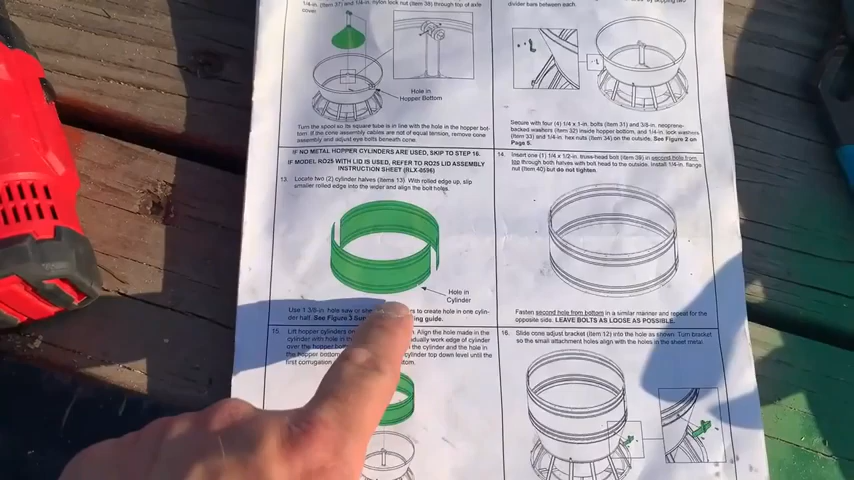 1/4-in. (Item 37) and 1/4-in. nylon lock nut (Item 38) through top of axle
cover.
Hole in
Hopper Bottom
Turn the spool so its square tube is in line with the hole in the hopper bot-
tom. If the cone assembly cables are not of equal tension, remove cone
assembly and adjust eye bolts beneath cone.
divider bars between each.
Secure with four (4) 1/4 x 1-in. bolts (Item 31) and 3/8-in. neoprene-
backed washers (Item 32) inside hopper bottom, and 1/4-in. lock washers
(Item 33) and 1/4-in. hex nuts (Item 34) on the outside. See Figure 2 on
Page 5.
IF NO METAL HOPPER CYLINDERS ARE USED, SKIP TO STEP 16.
IF MODEL RO25 WITH LID IS USED, REFER TO RO25 LID ASSEMBLY
INSTRUCTION SHEET (RLX-0596)
13. Locate two (2) cylinder halves (Items 13). With rolled edge up, slip
smaller rolled edge into the wider and align the bolt holes.
Hole in
Cylinder
Use 1 3/8-in. hole saw or she to create hole in one cylin-
der half. See Figure 3 ing guide.
14. Insert one (1) 1/4 x 1/2-in. truss-head bolt (Item 39) in second hole from
top through both halves with bolt head to the outside. Install 1/4-in. flange
nut (Item 40) but do not tighten.
Fasten second hole from bottom in a similar manner and repeat for the
opposite side. LEAVE BOLTS AS LOOSE AS POSSIBLE.
15. Lift hopper cylinders Align the hole made in the
cylinder with hole in work edge of cylinder
over the hopper the cylinder and the hole
in the hopper cylinder top down level until the
first corrugation
16. Slide cone adjust bracket (Item 12) into the hole as shown. Turn bracket
so the small attachment holes align with the holes in the sheet metal.